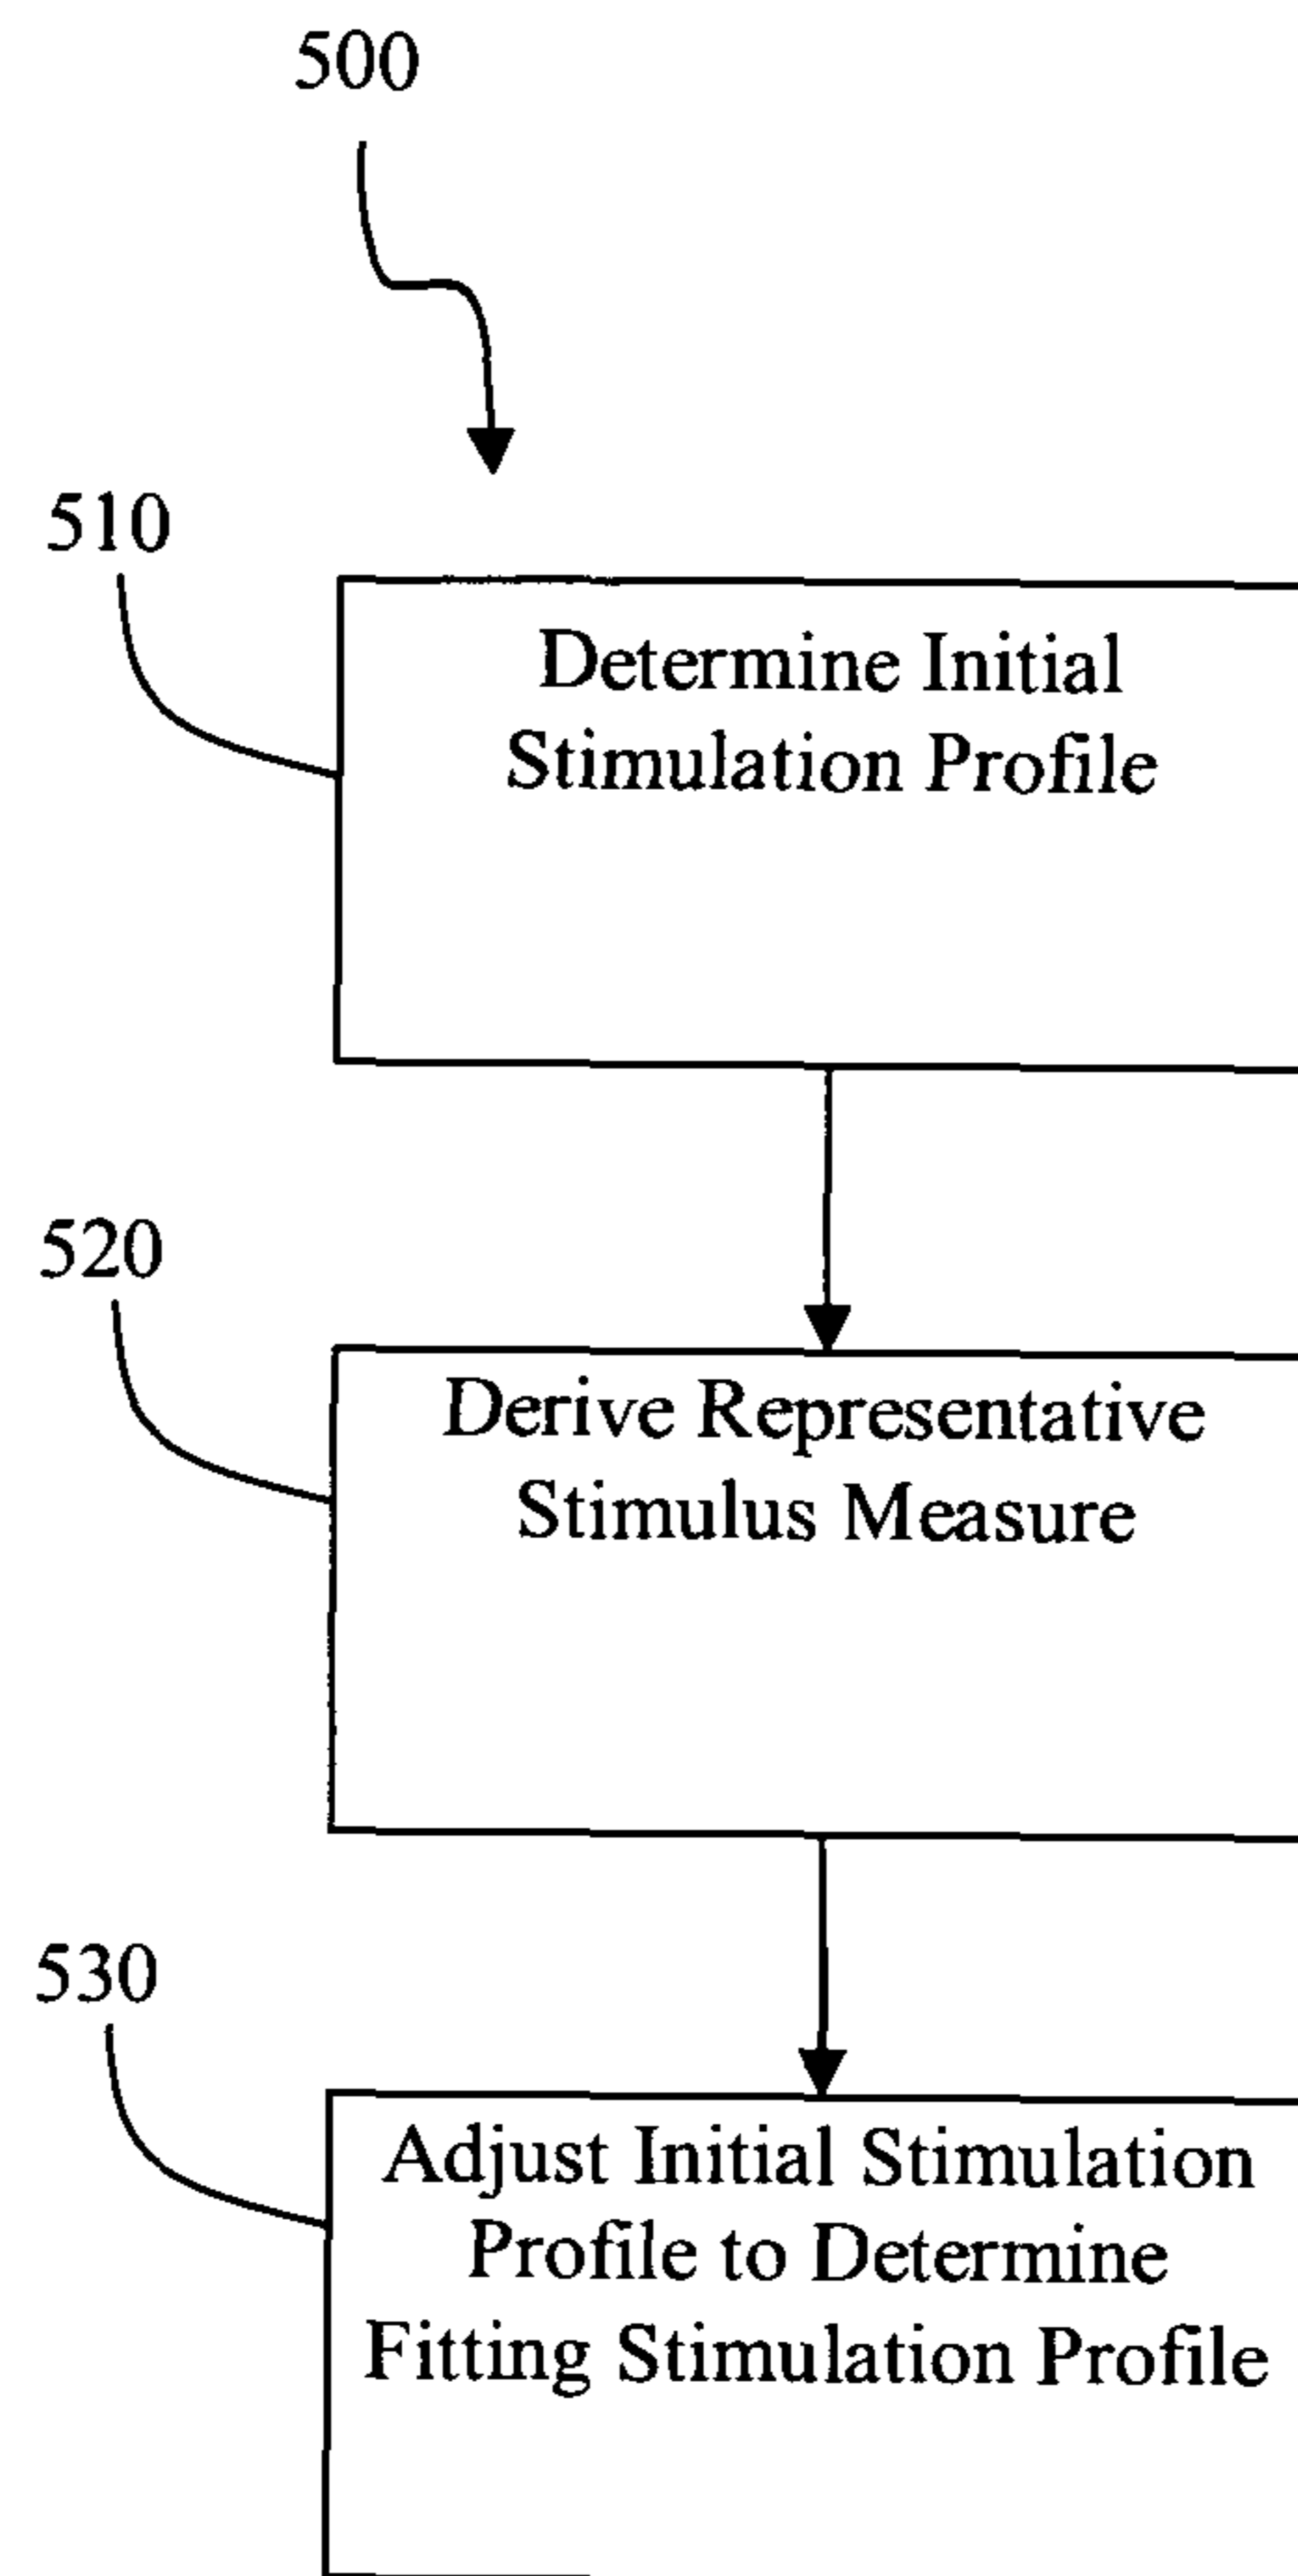 500
510
Determine Initial
Stimulation Profile
520
Derive Representative
Stimulus Measure
530
Adjust Initial Stimulation
Profile to Determine
Fitting Stimulation Profile